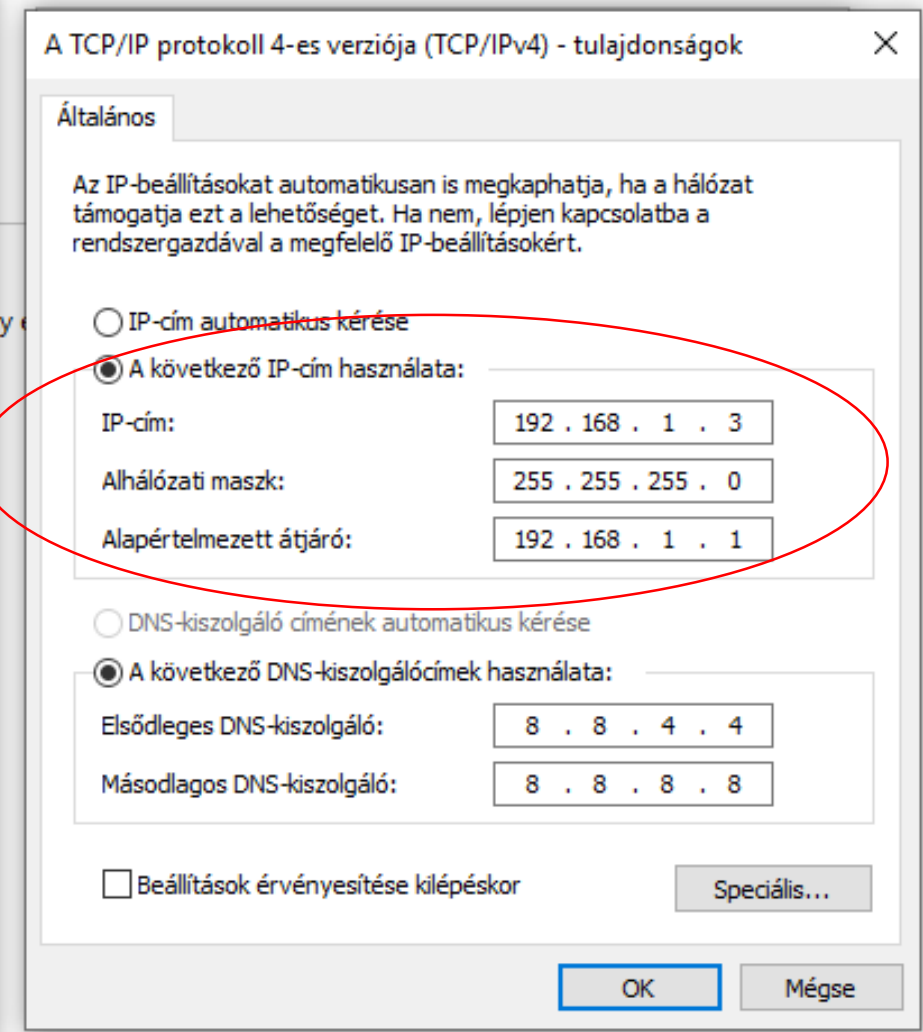 A TCP/IP protokoll 4-es verziója (TCP/IPv4) - tulajdonságok
Általános
Az IP-beállításokat automatikusan is megkaphatja, ha a hálózat
támogatja ezt a lehetőséget. Ha nem, lépjen kapcsolatba a
rendszergazdával a megfelelő IP-beállításokért.
IP-cím automatikus kérése
A következő IP-cím használata:
IP-cím: 192 . 168 . 1 . 3
Alhálózati maszk: 255 . 255 . 255 . 0
Alapértelmezett átjáró: 192 . 168 . 1 . 1
DNS-kiszolgáló címének automatikus kérése
A következő DNS-kiszolgálócímek használata:
Elsődleges DNS-kiszolgáló: 8 . 8 . 4 . 4
Másodlagos DNS-kiszolgáló: 8 . 8 . 8 . 8
Beállítások érvényesítése kilépéskor
Speciális...
OK Mégse